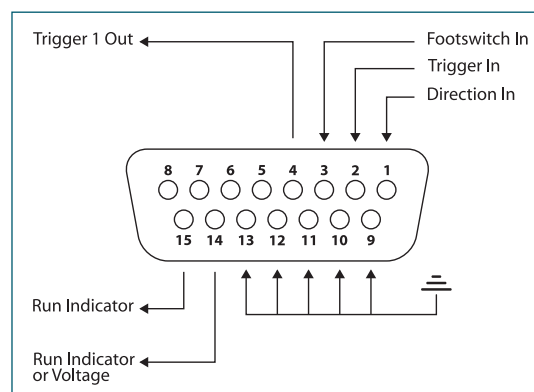 Trigger 1 Out
Footswitch In
Trigger In
Direction In
8 7 6 5 4 3 2 1
15 14 13 12 11 10 9
Run Indicator
Run Indicator
or Voltage